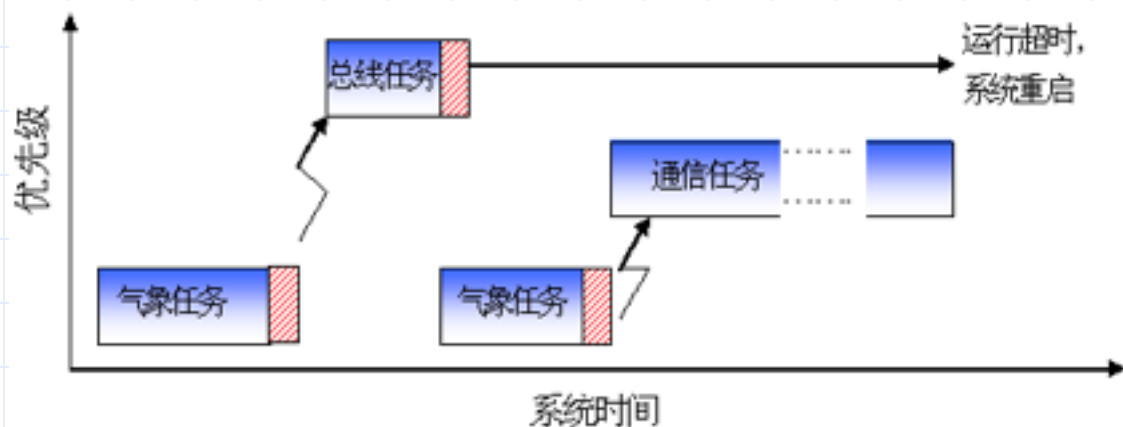 总线任务
运行超时，
系统重启
优先级
通信任务
气象任务
气象任务
系统时间